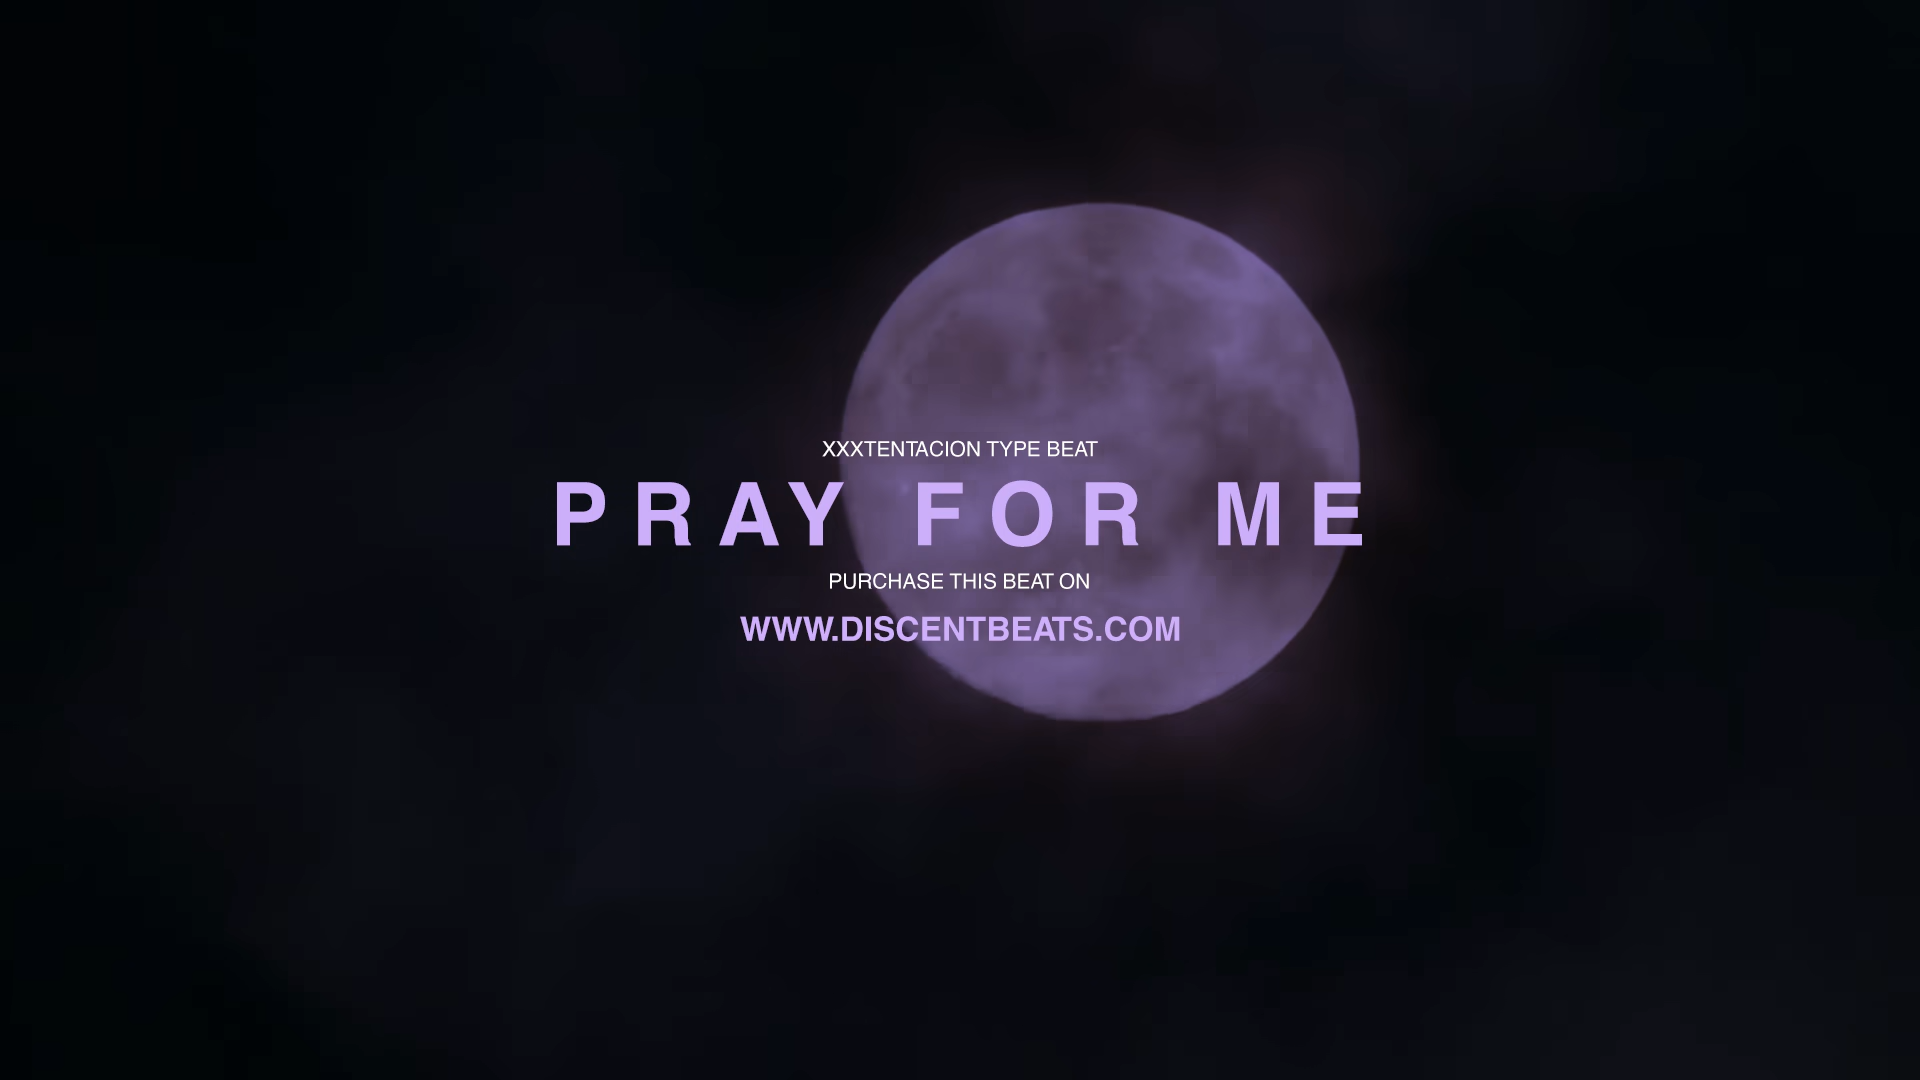 XXXTENTACION TYPE BEAT
PRAY FOR ME
PURCHASE THIS BEAT ON
WWW.DISCENTBEATS.COM